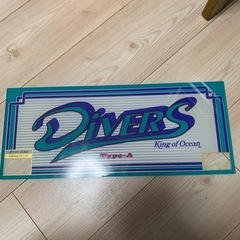 DIVERS
King of Ocean
Type-A